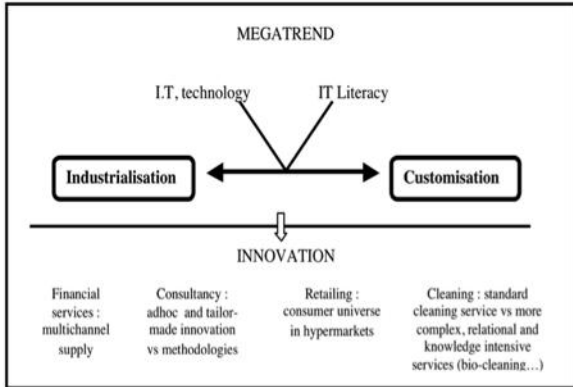 MEGATREND
I.T, technology
IT Literacy
Industrialisation
Customisation
INNOVATION
Financial
services :
multichannel
supply
Consultancy :
adhoc and tailor-
made innovation
vs methodologies
Retailing :
consumer universe
in hypermarkets
Cleaning : standard
cleaning service vs more
complex, relational and
knowledge intensive
services (bio-cleaning…)